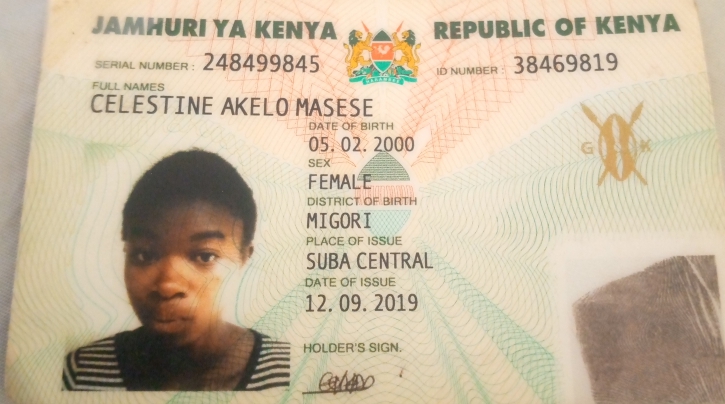 JAMHURI YA KENYA REPUBLIC OF KENYA
SERIAL NUMBER: 248499845 ID NUMBER: 38469819
FULL NAMES
CELESTINE AKELO MASESE
DATE OF BIRTH
05. 02. 2000
SEX
FEMALE
G K
DISTRICT OF BIRTH
MIGORI
PLACE OF ISSUE
SUBA CENTRAL
DATE OF ISSUE
12. 09. 2019
HOLDER'S SIGN.